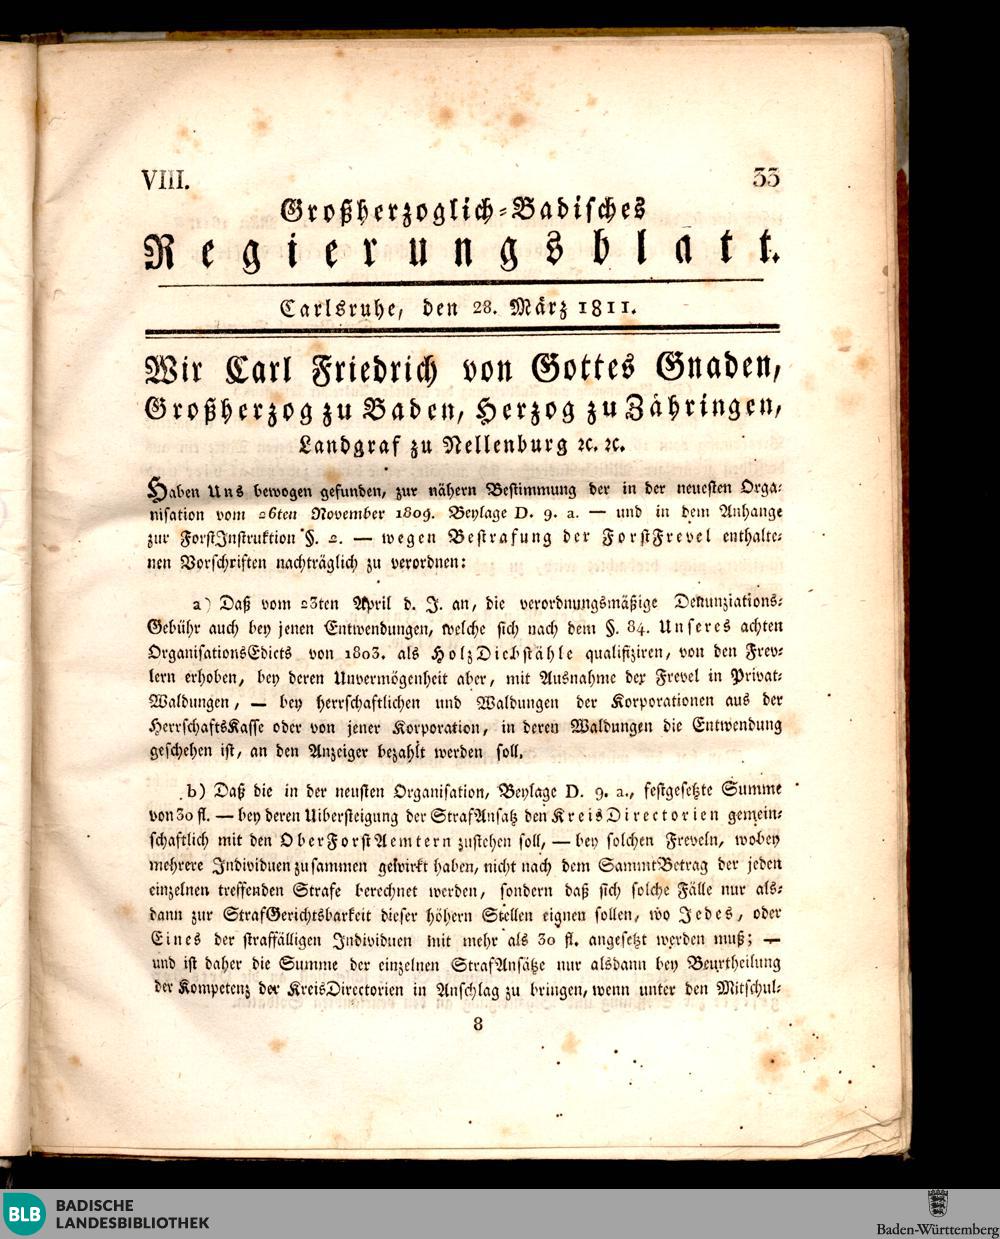 VIII.
33
Großherzoglich-Badisches
Regierungsblatt.
Carlsruhe, den 28. März 1811.
Wir Carl Friedrich von Gottes Gnaden,
Großherzog zu Baden, Herzog zu Zähringen,
Landgraf zu Nellenburg ꝛc. ꝛc.
Haben Uns bewogen gefunden, zur nähern Bestimmung der in der neuesten Orga-
nisation vom 26ten November 1809. Beylage D. 9. a. — und in dem Anhange
zur ForstInstruktion §. 2. — wegen Bestrafung der ForstFrevel enthalte-
nen Vorschriften nachträglich zu verordnen:
a) Daß vom 23ten April d. J. an, die verordnungsmäßige Denunziations-
Gebühr auch bey jenen Entwendungen, welche sich nach dem §. 84. Unseres achten
OrganisationsEdicts von 1803. als HolzDiebstähle qualifiziren, von den Frev-
lern erhoben, bey deren Unvermögenheit aber, mit Ausnahme der Frevel in Privat-
Waldungen, — bey herrschaftlichen und Waldungen der Korporationen aus der
HerrschaftsKasse oder von jener Korporation, in deren Waldungen die Entwendung
geschehen ist, an den Anzeiger bezahlt werden soll.
b) Daß die in der neusten Organisation, Beylage D. 9. a., festgesetzte Summe
von 30 fl. — bey deren Uibersteigung der StrafAnsatz den KreisDirectorien gemein-
schaftlich mit den OberForstAemtern zustehen soll, — bey solchen Freveln, wobey
mehrere Individuen zusammen gewirkt haben, nicht nach dem SammtBetrag der jeden
einzelnen treffenden Strafe berechnet werden, sondern daß sich solche Fälle nur als-
dann zur StrafGerichtsbarkeit dieser höhern Stellen eignen sollen, wo Jedes, oder
Eines der straffälligen Individuen mit mehr als 30 fl. angesetzt werden muß; —
und ist daher die Summe der einzelnen StrafAnsätze nur alsdann bey Beurtheilung
der Kompetenz der KreisDirectorien in Anschlag zu bringen, wenn unter den Mitschul-
8
BLB BADISCHE
LANDESBIBLIOTHEK
Baden-Württemberg